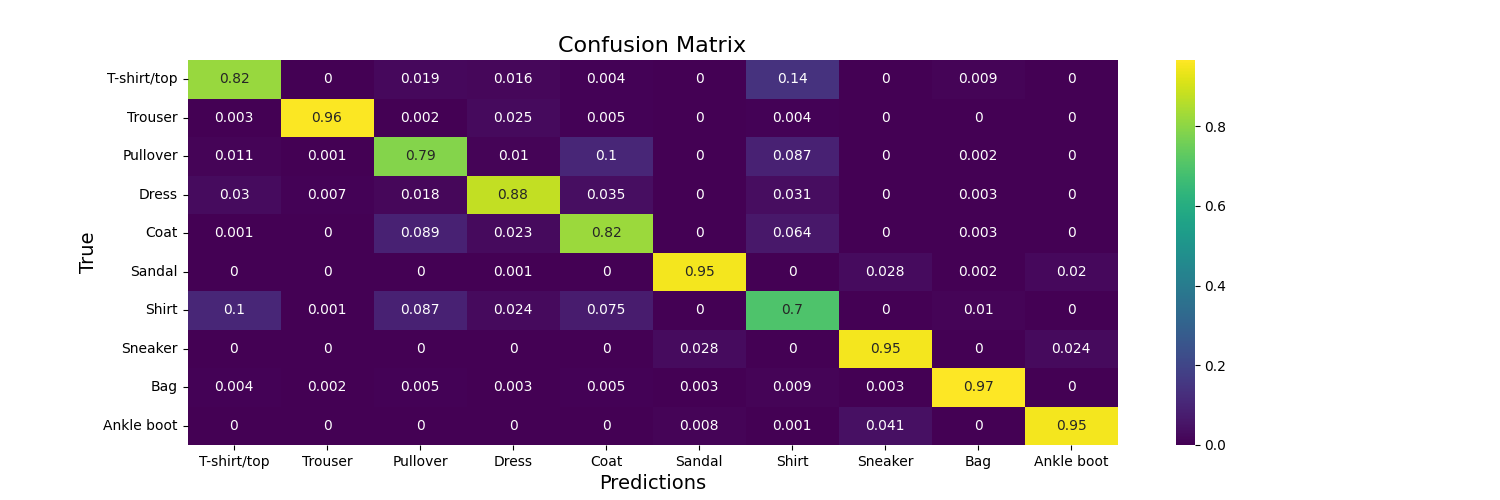 Confusion Matrix
T-shirt/top 0.82 0 0.019 0.016 0.004 0 0.14 0 0.009 0
Trouser 0.003 0.96 0.002 0.025 0.005 0 0.004 0 0 0
Pullover 0.011 0.001 0.79 0.01 0.1 0 0.087 0 0.002 0
Dress 0.03 0.007 0.018 0.88 0.035 0 0.031 0 0.003 0
Coat 0.001 0 0.089 0.023 0.82 0 0.064 0 0.003 0
Sandal 0 0 0 0.001 0 0.95 0 0.028 0.002 0.02
Shirt 0.1 0.001 0.087 0.024 0.075 0 0.7 0 0.01 0
Sneaker 0 0 0 0 0 0.028 0 0.95 0 0.024
Bag 0.004 0.002 0.005 0.003 0.005 0.003 0.009 0.003 0.97 0
Ankle boot 0 0 0 0 0 0.008 0.001 0.041 0 0.95
T-shirt/top Trouser Pullover Dress Coat Sandal Shirt Sneaker Bag Ankle boot
Predictions
True
0.8
0.6
0.4
0.2
0.0